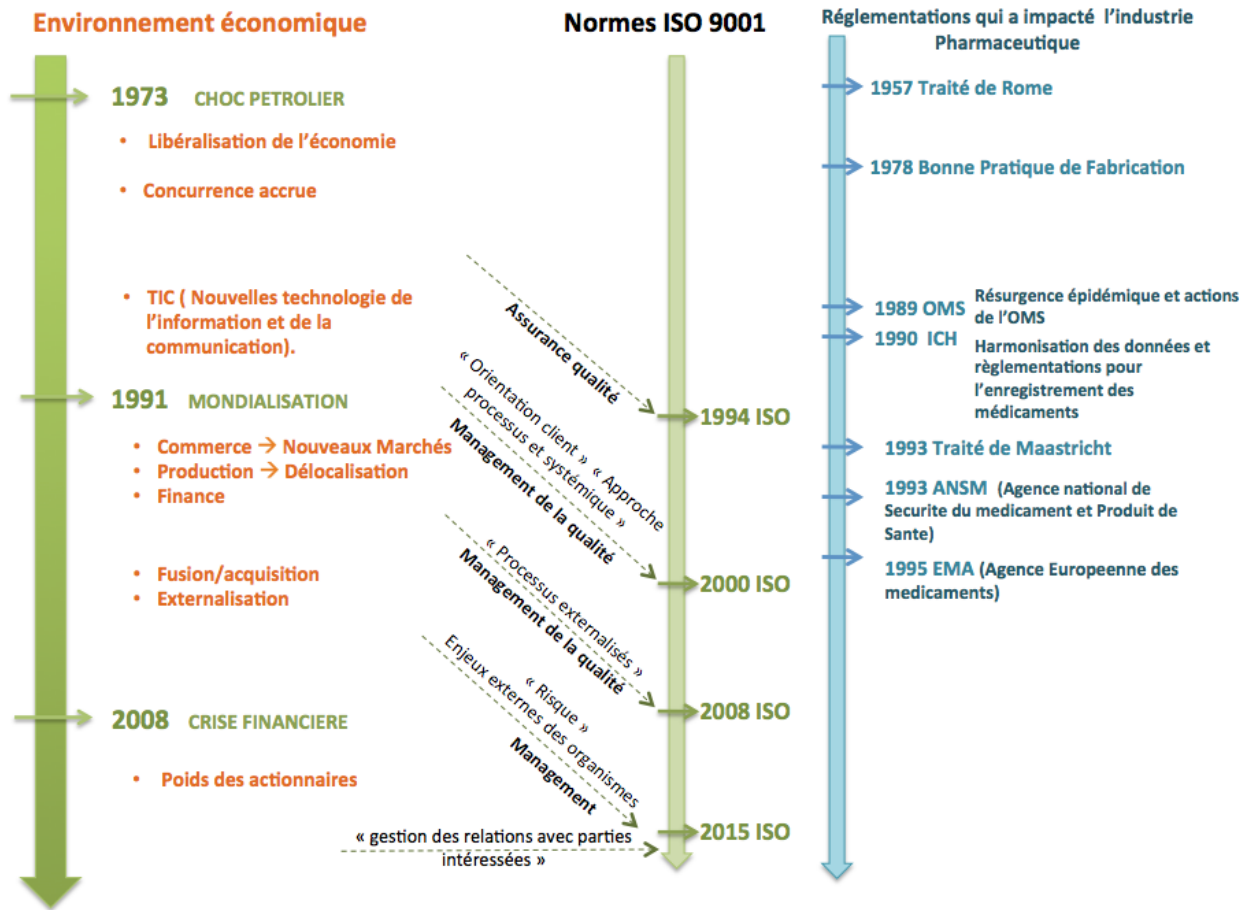 Environnement économique
1973 CHOC PETROLIER
• Libéralisation de l'économie
• Concurrence accrue
• TIC ( Nouvelles technologie de
l'information et de la
communication).
1991 MONDIALISATION
• Commerce → Nouveaux Marchés
• Production → Délocalisation
• Finance
• Fusion/acquisition
• Externalisation
2008 CRISE FINANCIERE
• Poids des actionnaires
Normes ISO 9001
Assurance qualité
1994 ISO
« Orientation client » « Approche
processus et systémique »
Management de la qualité
2000 ISO
« Processus externalisés »
Management de la qualité
2008 ISO
« Risque »
Enjeux externes des organismes
Management
2015 ISO
« gestion des relations avec parties
intéressées »
Réglementations qui a impacté l'industrie
Pharmaceutique
1957 Traité de Rome
1978 Bonne Pratique de Fabrication
1989 OMS Résurgence épidémique et actions
de l'OMS
1990 ICH
Harmonisation des données et
règlementations pour
l'enregistrement des
médicaments
1993 Traité de Maastricht
1993 ANSM (Agence national de
Securite du medicament et Produit de
Sante)
1995 EMA (Agence Europeenne des
medicaments)